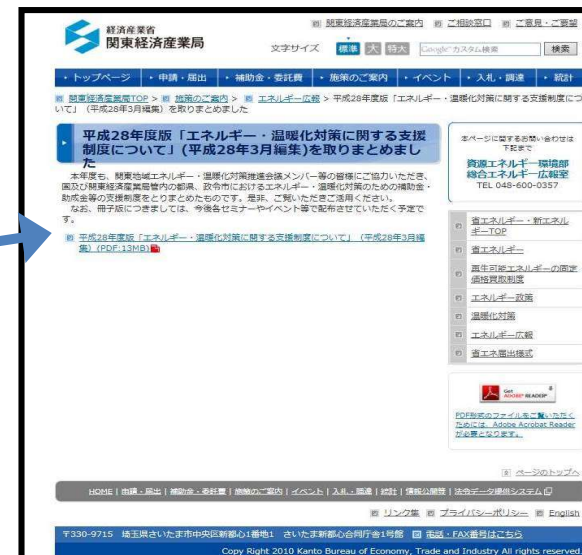 経済産業省
関東経済産業局
関東経済産業局のご案内 ご相談窓口 ご意見・ご要望
文字サイズ 標準 大 特大 Google カスタム検索 検索
・トップページ ・申請・届出 ・補助金・委託費 ・施策のご案内 ・イベント ・入札・調達 ・統計
関東経済産業局TOP > 施策のご案内 > エネルギー広報 > 平成28年度版「エネルギー・温暖化対策に関する支援制度につ
いて」（平成28年3月編集）を取りまとめました
平成28年度版「エネルギー・温暖化対策に関する支援
制度について」(平成28年3月編集)を取りまとめまし
た
本年度も、関東地域エネルギー・温暖化対策推進会議メンバー等の皆様にご協力いただき、
国及び関東経済産業局管内の都県、政令市におけるエネルギー・温暖化対策のための補助金・
助成金等の支援制度をとりまとめたものです。是非、ご覧いただきご活用ください。
なお、冊子版につきましては、今後各セミナーやイベント等で配布させていただく予定で
す。
平成28年度版「エネルギー・温暖化対策に関する支援制度について」（平成28年3月編
集）(PDF:13MB)
本ページに関するお問い合わせは
下記まで
資源エネルギー環境部
総合エネルギー広報室
TEL 048-600-0357
省エネルギー・新エネル
ギーTOP
省エネルギー
再生可能エネルギーの固定
価格買取制度
エネルギー政策
温暖化対策
エネルギー広報
省エネ届出様式
Get
ADOBE® READER®
PDF形式のファイルをご覧いただく
ためには、Adobe Acrobat Reader
が必要となります。
ページのトップへ
HOME | 申請・届出 | 補助金・委託費 | 施策のご案内 | イベント | 入札・調達 | 統計 | 情報公開等 | 法令データ提供システム
リンク集 プライバシーポリシー English
〒330-9715 埼玉県さいたま市中央区新都心1番地1 さいたま新都心合同庁舎1号館 電話・FAX番号はこちら
Copy Right 2010 Kanto Bureau of Economy, Trade and Industry All rights reserved.